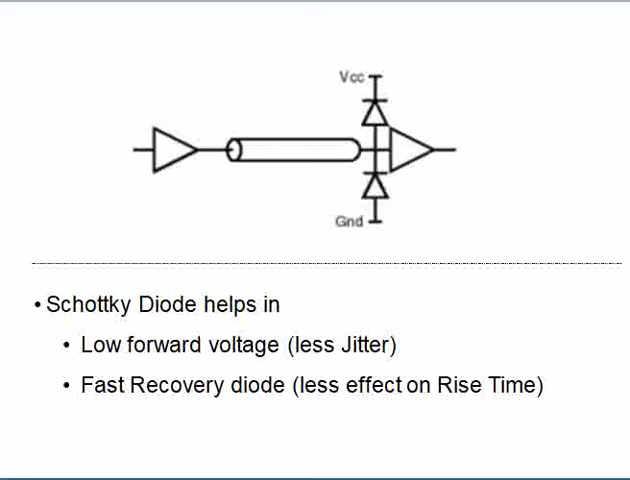 Vcc
Gnd
• Schottky Diode helps in
• Low forward voltage (less Jitter)
• Fast Recovery diode (less effect on Rise Time)